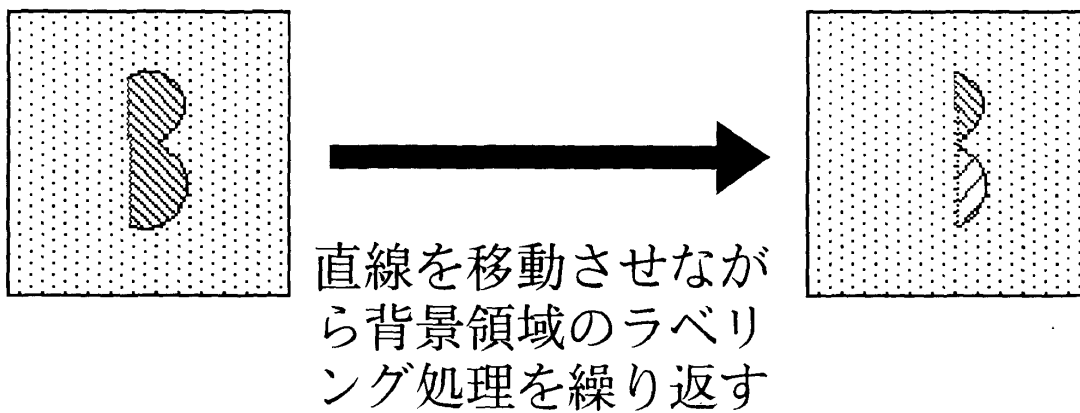 直線を移動させなが
ら背景領域のラベリ
ング処理を繰り返す